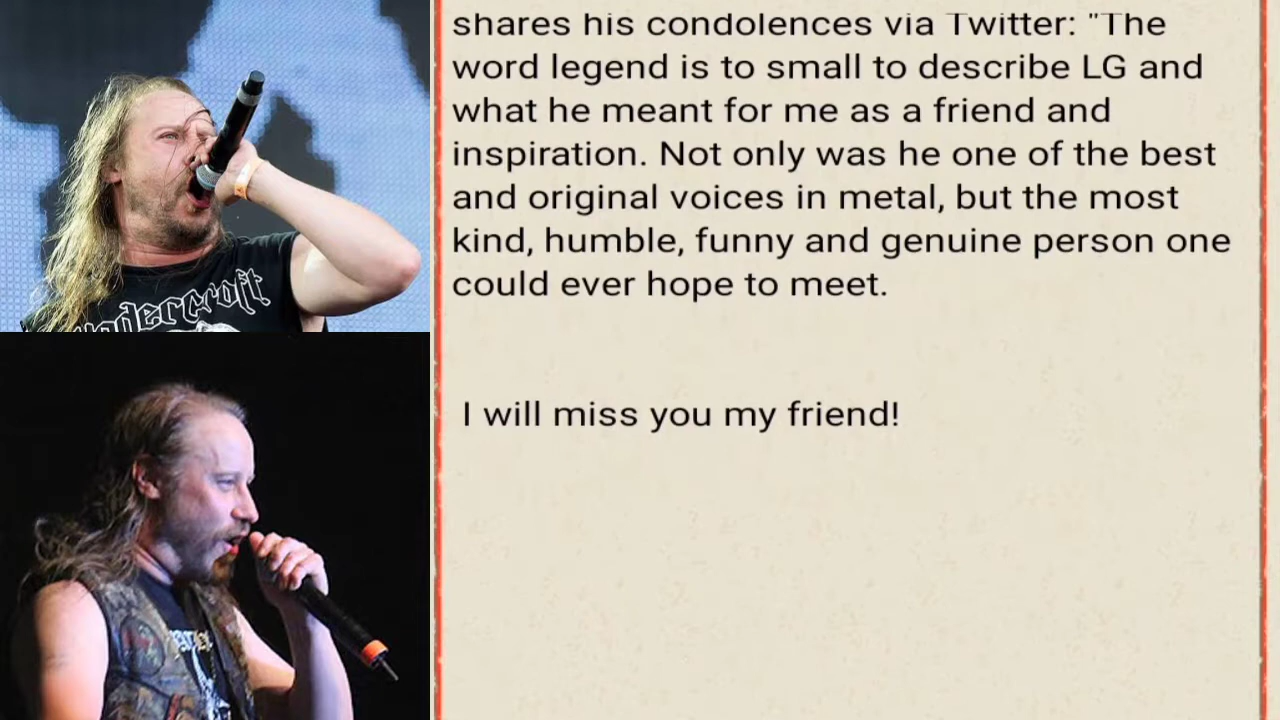 shares his condolences via Twitter: "The
word legend is to small to describe LG and
what he meant for me as a friend and
inspiration. Not only was he one of the best
and original voices in metal, but the most
kind, humble, funny and genuine person one
could ever hope to meet.
I will miss you my friend!